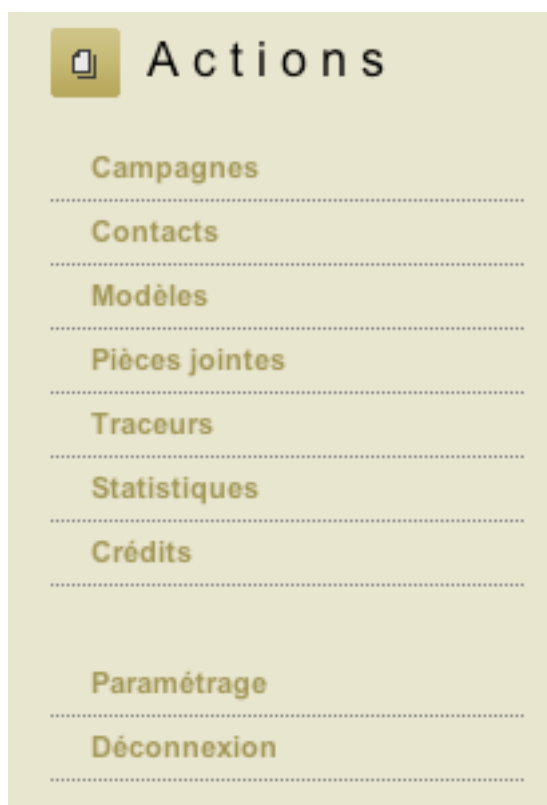 Actions
Campagnes
Contacts
Modèles
Pièces jointes
Traceurs
Statistiques
Crédits
Paramétrage
Déconnexion